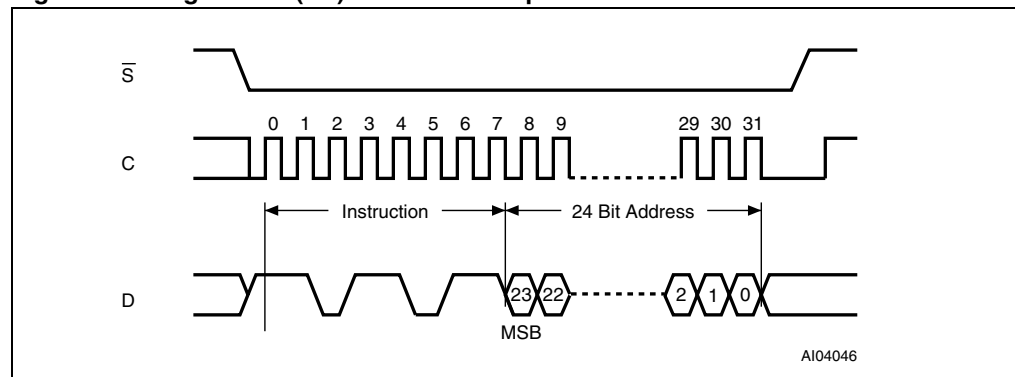 S
0 1 2 3 4 5 6 7 8 9 29 30 31
C
Instruction 24 Bit Address
D 23 22 2 1 0
MSB
AI04046